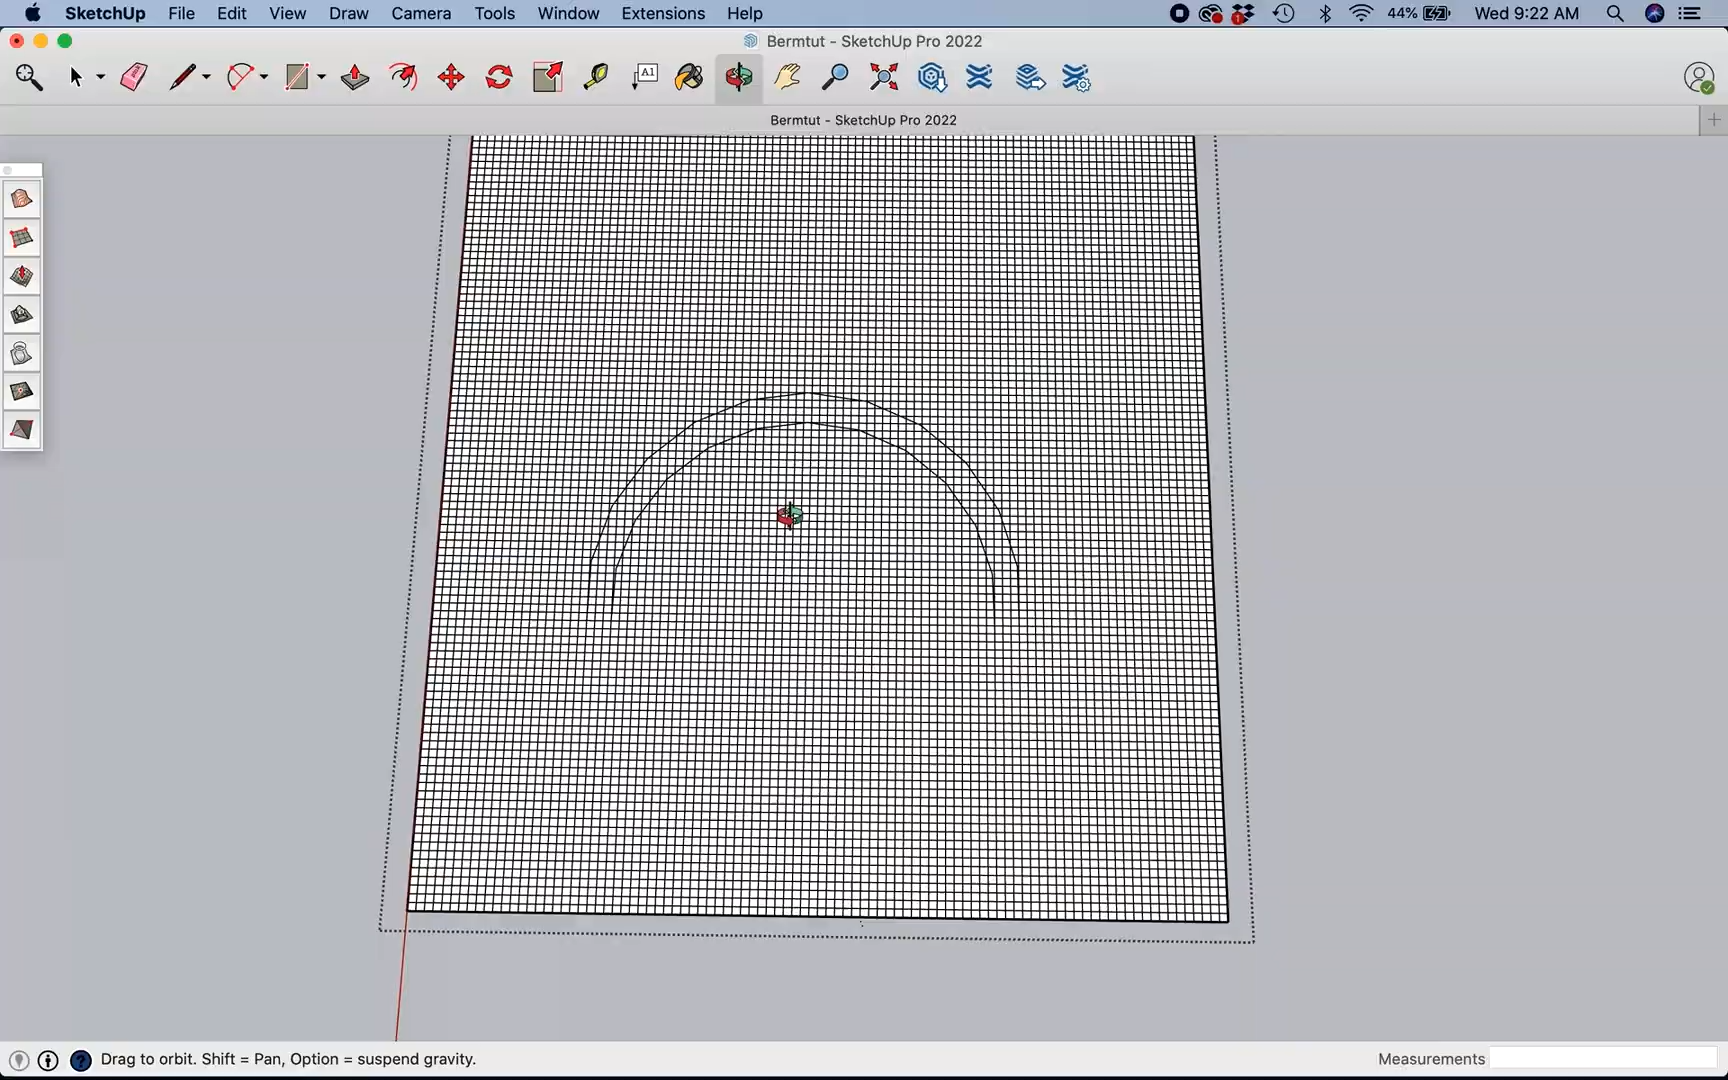 SketchUp File Edit View Draw Camera Tools Window Extensions Help 44% Wed 9:22 AM
Bermtut - SketchUp Pro 2022
A1
Bermtut - SketchUp Pro 2022
Drag to orbit. Shift = Pan, Option = suspend gravity. Measurements